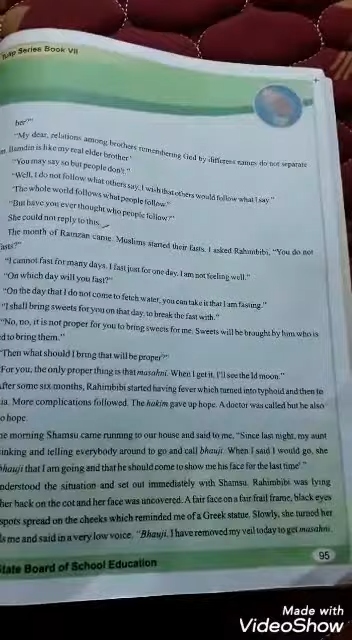 Tulip Series Book VII
her?"
"My dear, relations among brothers remembering God by different names do not separate
Ramdin is like my real elder brother"
"You may say so but people don't."
"Well, I do not follow what others say, I wish that others would follow what I say."
"The whole world follows what people follow."
"But have you ever thought who people follow?"
She could not reply to this.
The month of Ramzan came. Muslims started their fasts. I asked Rahimbibi, "You do not
fasts?"
"I cannot fast for many days. I fast just for one day. I am not feeling well."
"On which day will you fast?"
"On the day that I do not come to fetch water, you can take it that I am fasting."
"I shall bring sweets for you on that day, to break the fast with."
"No, no, it is not proper for you to bring sweets for me. Sweets will be brought by him who is
ed to bring them."
Then what should I bring that will be proper?"
For you, the only proper thing is that masahni. When I get it, I'll see the Id moon."
After some six months, Rahimbibi started having fever which turned into typhoid and then to
ia. More complications followed. The hakim gave up hope. A doctor was called but he also
o hope.
ne morning Shamsu came running to our house and said to me, "Since last night, my aunt
inking and telling everybody around to go and call bhauji. When I said I would go, she
bhauji that I am going and that he should come to show me his face for the last time'."
nderstood the situation and set out immediately with Shamsu. Rahimbibi was lying
her back on the cot and her face was uncovered. A fair face on a fair frail frame, black eyes
spots spread on the cheeks which reminded me of a Greek statue. Slowly, she turned her
ds me and said in a very low voice. "Bhauji, I have removed my veil today to get masahni.
95
State Board of School Education
Made with
VideoShow